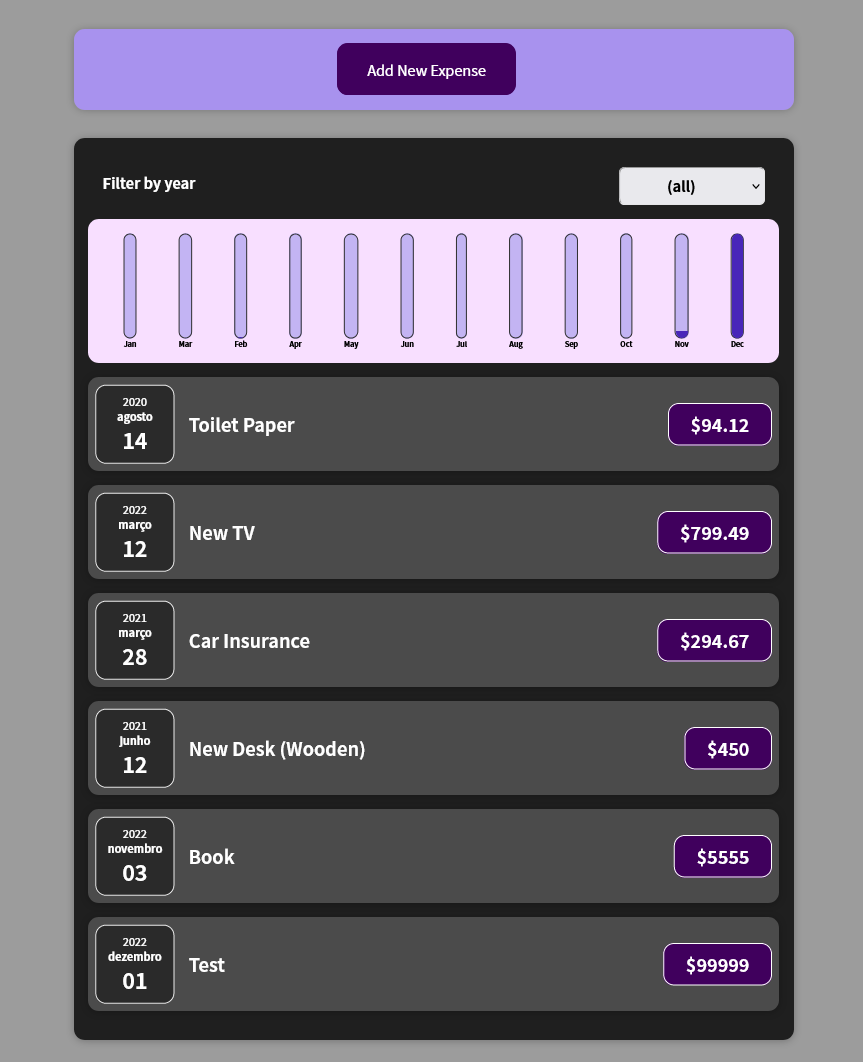 Add New Expense
Filter by year
(all)
Jan Mar Feb Apr May Jun Jul Aug Sep Oct Nov Dec
2020
agosto
14
Toilet Paper
$94.12
2022
março
12
New TV
$799.49
2021
março
28
Car Insurance
$294.67
2021
junho
12
New Desk (Wooden)
$450
2022
novembro
03
Book
$5555
2022
dezembro
01
Test
$99999